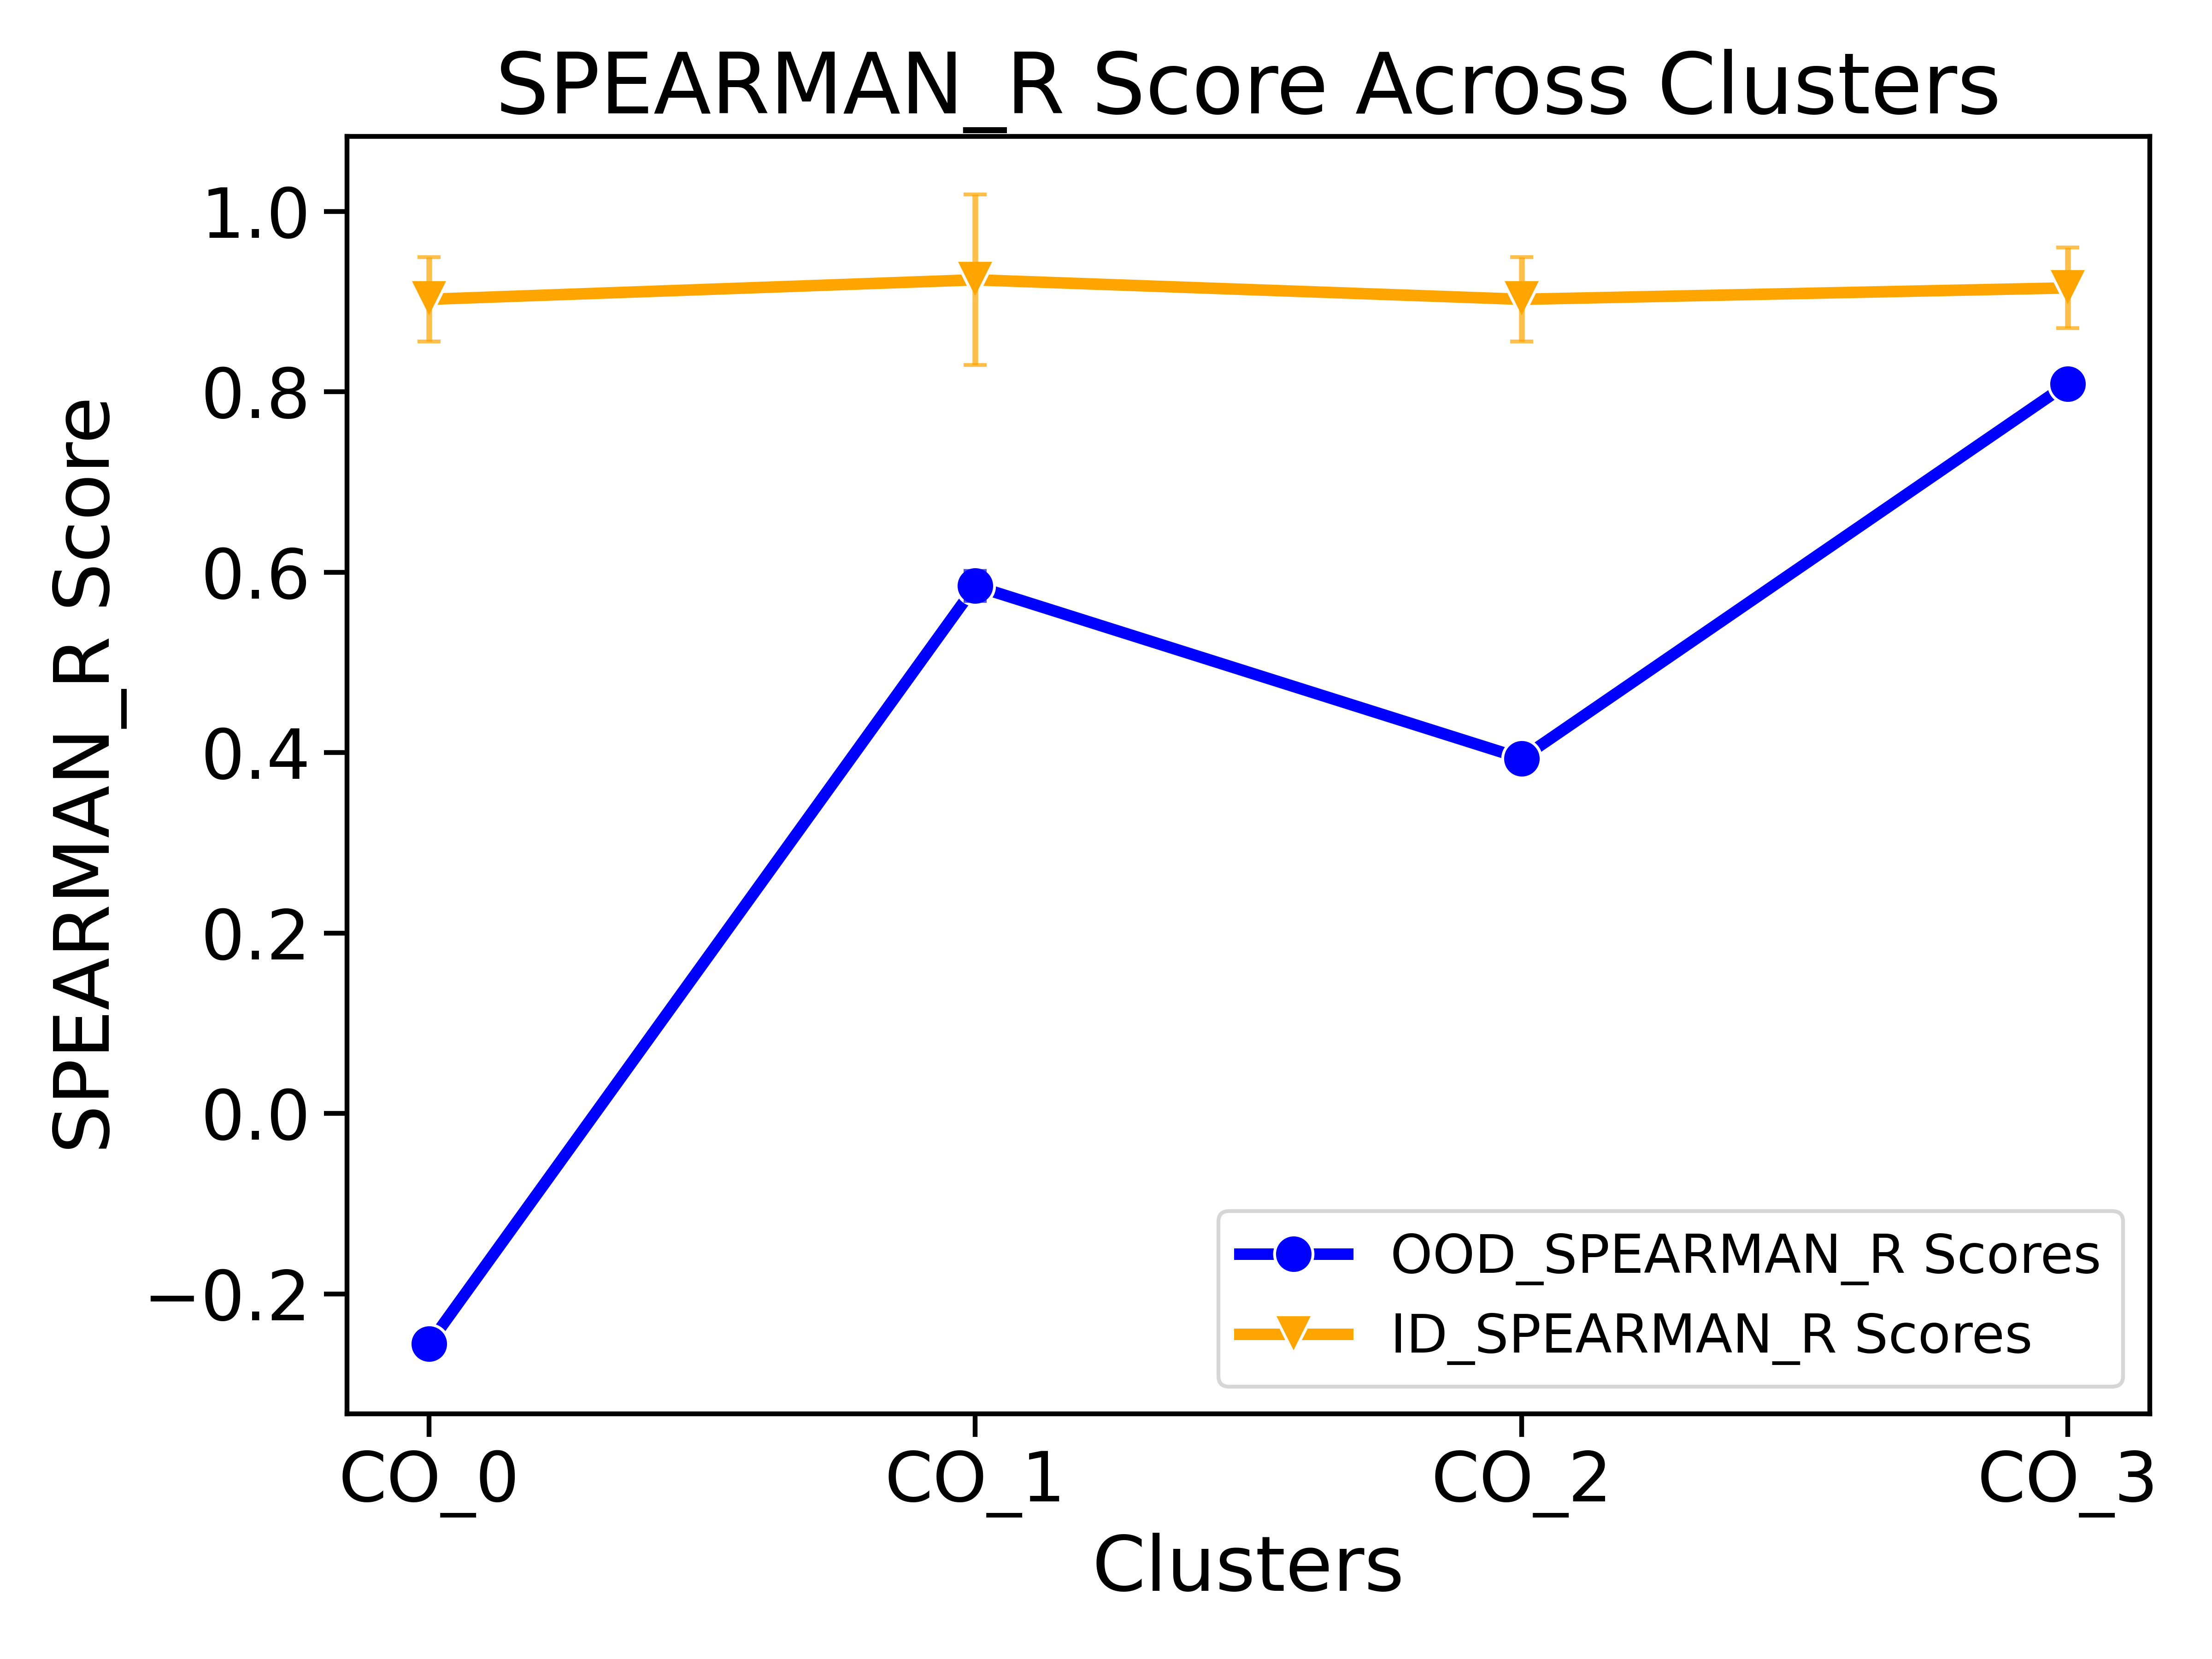 SPEARMAN_R Score Across Clusters
SPEARMAN_R Score
1.0
0.8
0.6
0.4
0.2
0.0
−0.2
OOD_SPEARMAN_R Scores
ID_SPEARMAN_R Scores
CO_0 CO_1 CO_2 CO_3
Clusters